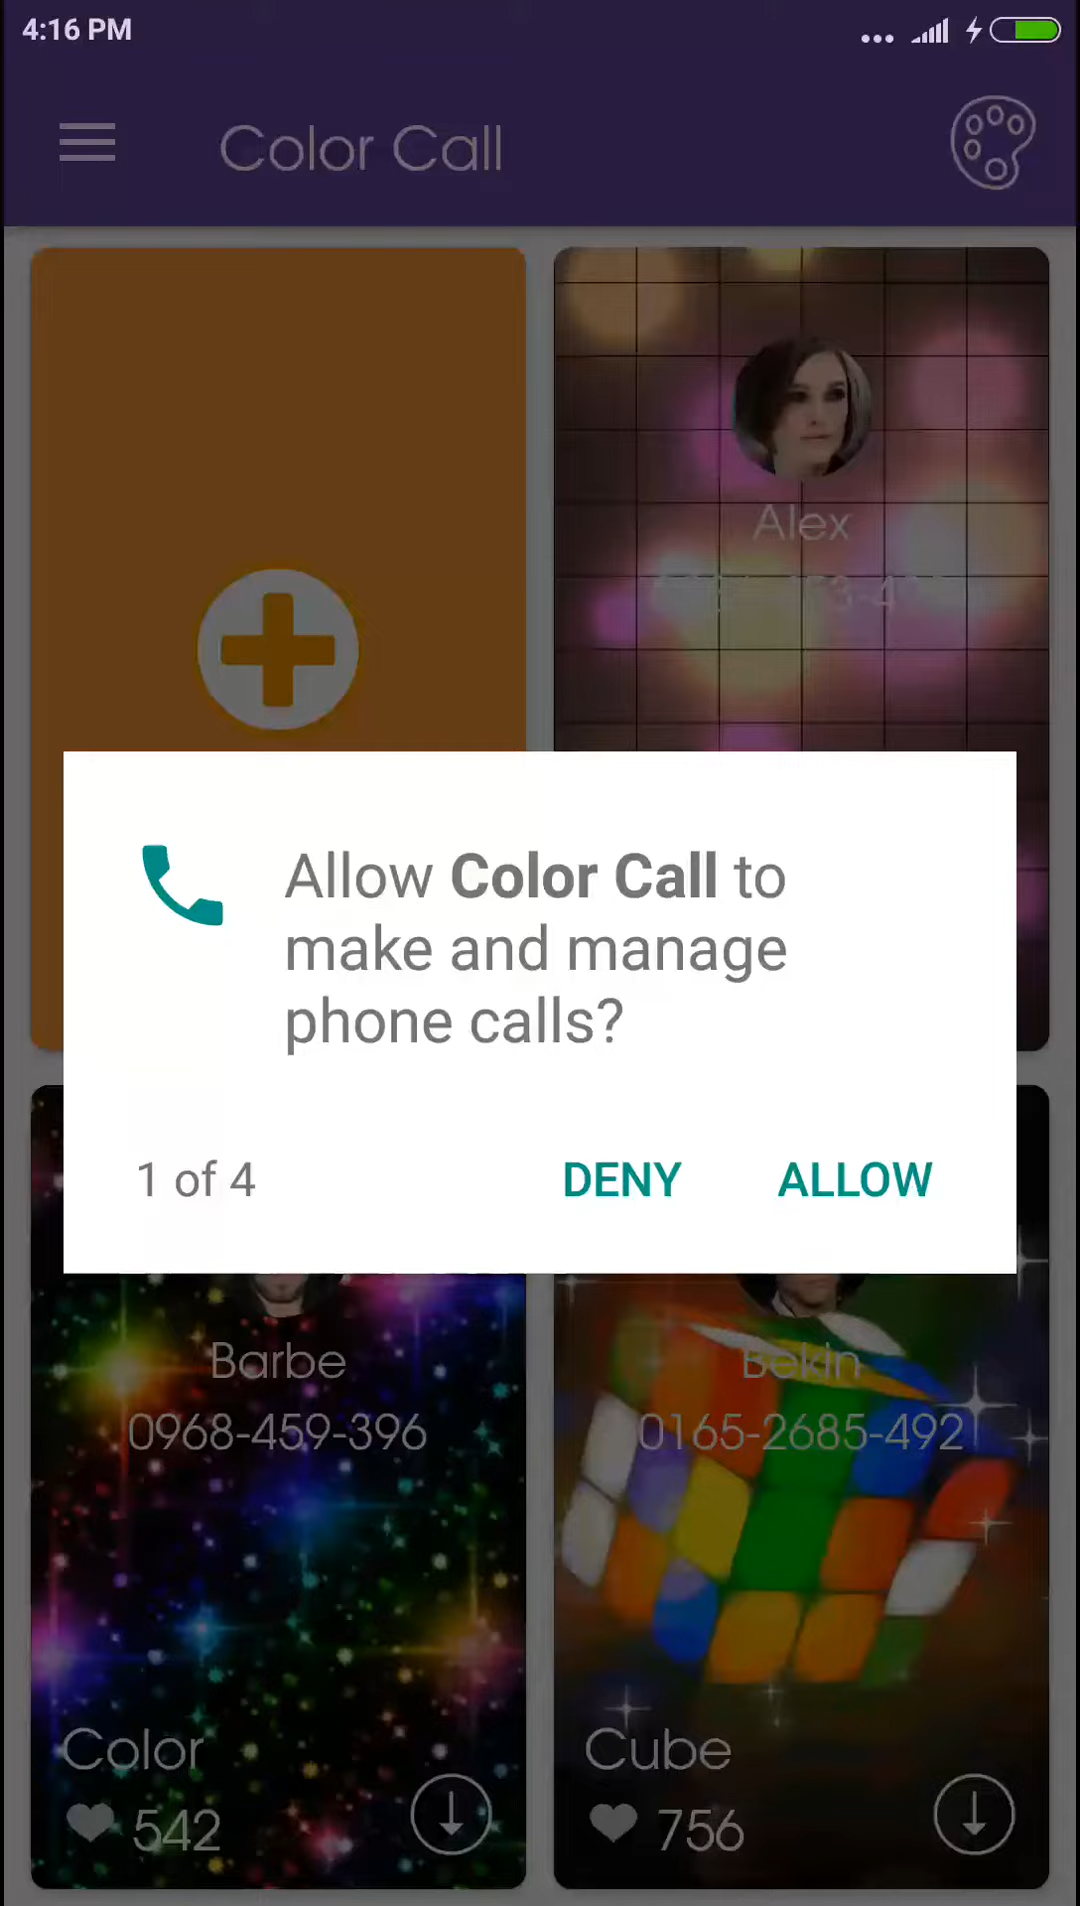 4:16 PM
Color Call
Alex
Allow Color Call to
make and manage
phone calls?
1 of 4
DENY
ALLOW
Barbe
0968-459-396
Bekin
0165-2685-492
Color
542
Cube
756